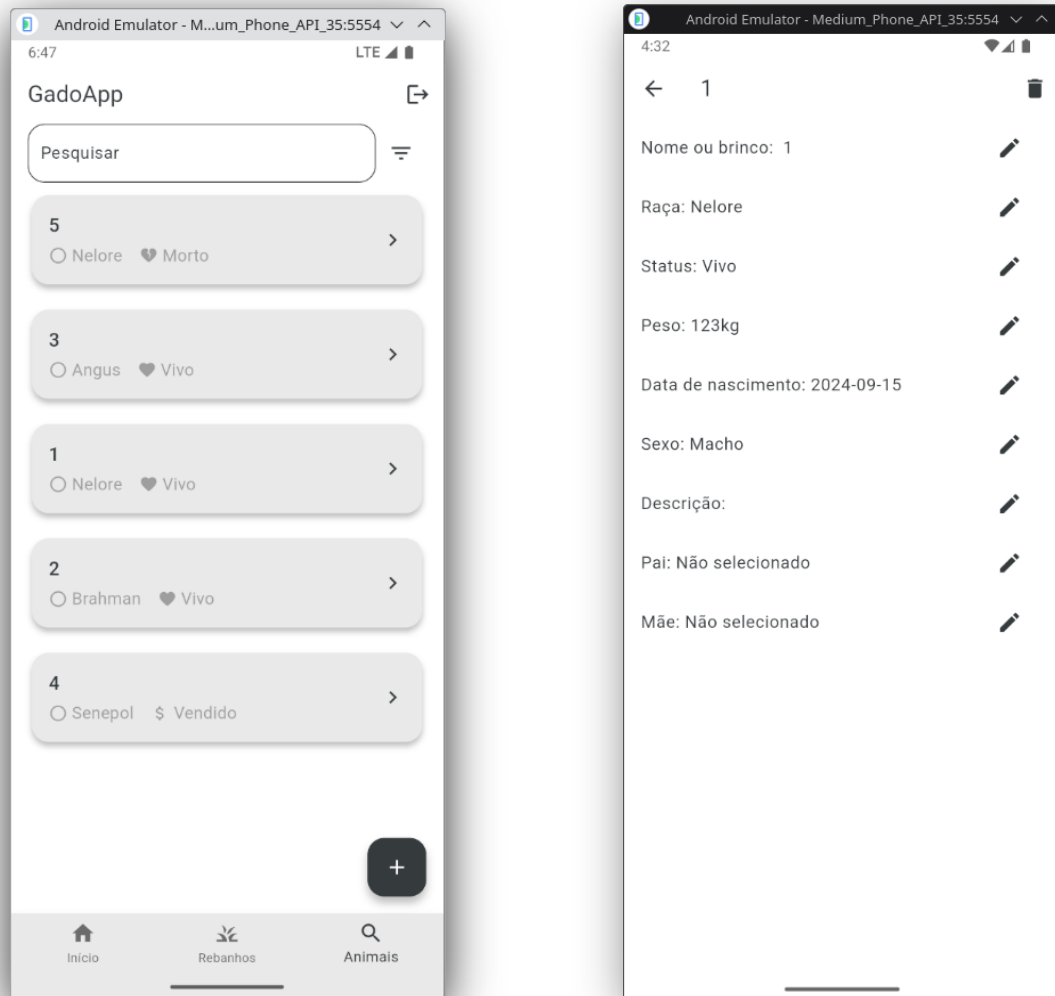 Android Emulator - M...um_Phone_API_35:5554
6:47 LTE
GadoApp
Pesquisar
5
Nelore Morto
3
Angus Vivo
1
Nelore Vivo
2
Brahman Vivo
4
Senepol $ Vendido
+
Início Rebanhos Animais
Android Emulator - Medium_Phone_API_35:5554
4:32
1
Nome ou brinco: 1
Raça: Nelore
Status: Vivo
Peso: 123kg
Data de nascimento: 2024-09-15
Sexo: Macho
Descrição:
Pai: Não selecionado
Mãe: Não selecionado